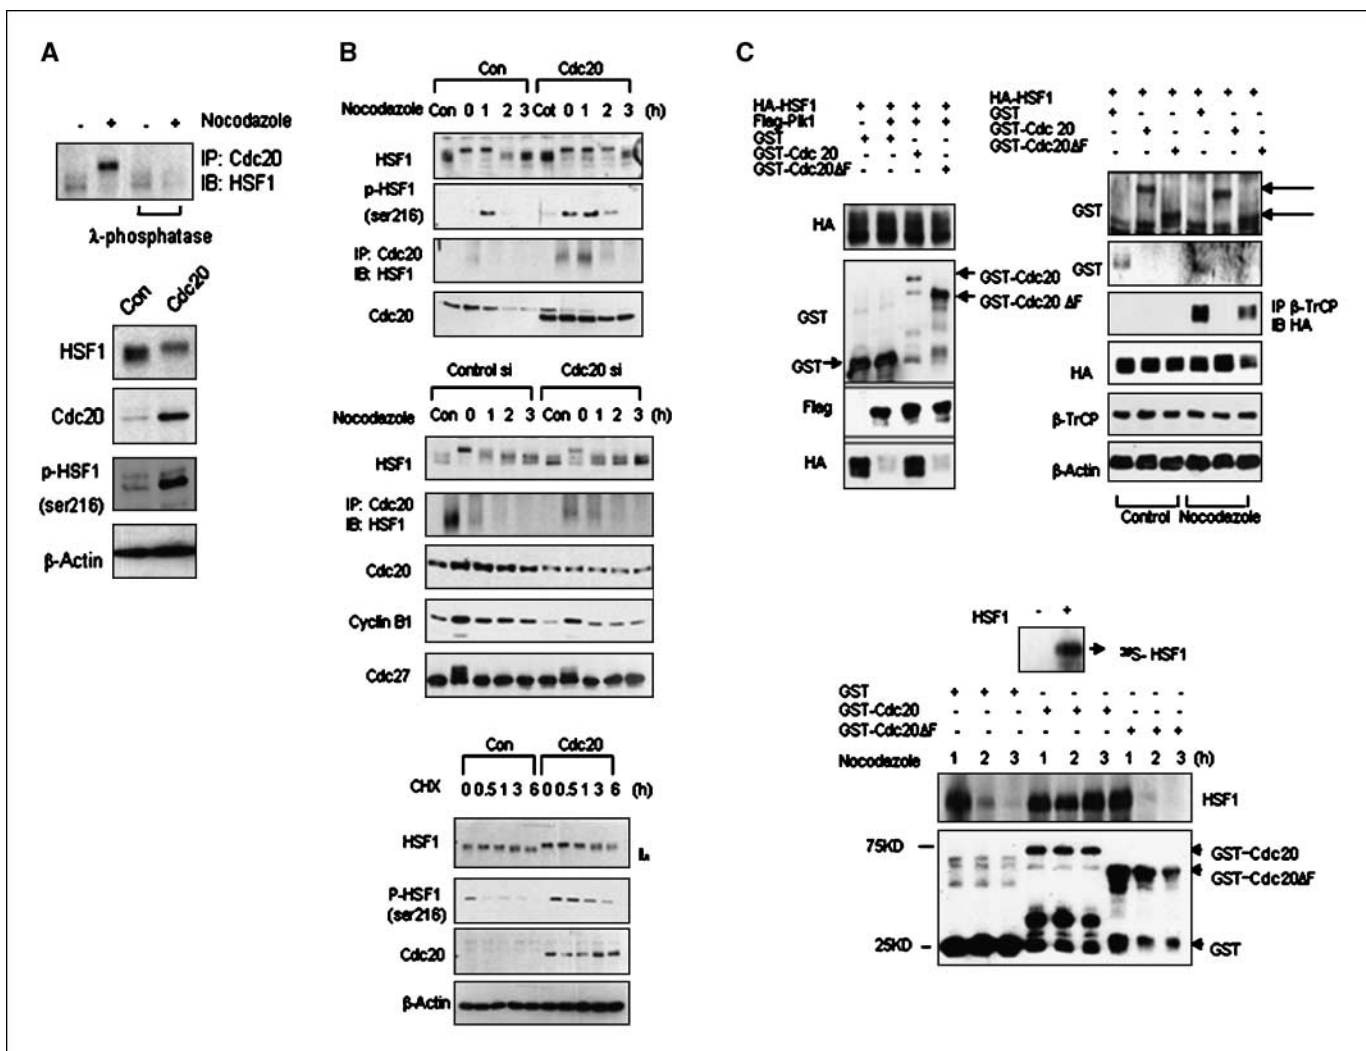 A
- + - + Nocodazole
IP: Cdc20
IB: HSF1
λ-phosphatase
Con Cdc20
HSF1
Cdc20
p-HSF1
(ser216)
β-Actin
B
Con Cdc20
Nocodazole Con 0 1 2 3 Cot 0 1 2 3 (h)
HSF1
p-HSF1
(ser216)
IP: Cdc20
IB: HSF1
Cdc20
Control si Cdc20 si
Nocodazole Con 0 1 2 3 Con 0 1 2 3 (h)
HSF1
IP: Cdc20
IB: HSF1
Cdc20
Cyclin B1
Cdc27
Con Cdc20
CHX 0 0.5 1 3 6 0 0.5 1 3 6 (h)
HSF1
P-HSF1
(ser216)
Cdc20
β-Actin
C
HA-HSF1 + + + + +
Flag-Plk1 - + + +
GST + + - -
GST-Cdc 20 - - + -
GST-Cdc20ΔF - - - +
HA
GST-Cdc20
GST-Cdc20 ΔF
GST
GST
Flag
HA
HA-HSF1 + + + + + +
GST + - - + - -
GST-Cdc 20 - + - - + -
GST-Cdc20ΔF - - + - - +
GST
GST
IP β-TrCP
IB HA
HA
β-TrCP
β-Actin
Control Nocodazole
HSF1 - +
³⁵S- HSF1
GST + + + - - - - - -
GST-Cdc20 - - - + + + - - -
GST-Cdc20ΔF - - - - - - + + +
Nocodazole 1 2 3 1 2 3 1 2 3 (h)
HSF1
75KD
GST-Cdc20
GST-Cdc20ΔF
25KD
GST